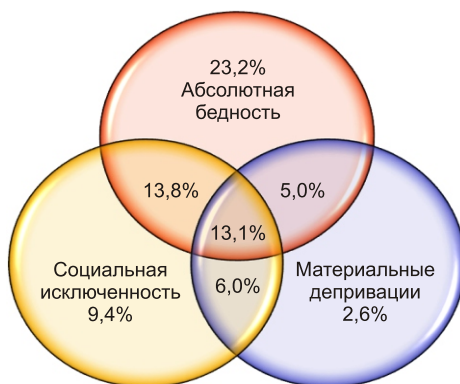 23,2%
Абсолютная
бедность
13,8%
5,0%
13,1%
6,0%
Социальная
исключенность
9,4%
Материальные
депривации
2,6%